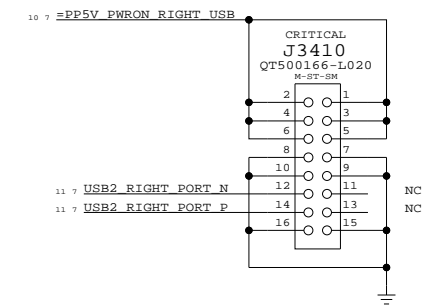 10 7 =PP5V_PWRON_RIGHT_USB
CRITICAL
J3410
QT500166-L020
M-ST-SM
2 1
4 3
6 5
8 7
10 9
11 7 USB2_RIGHT_PORT_N 12 11 NC
11 7 USB2_RIGHT_PORT_P 14 13 NC
16 15